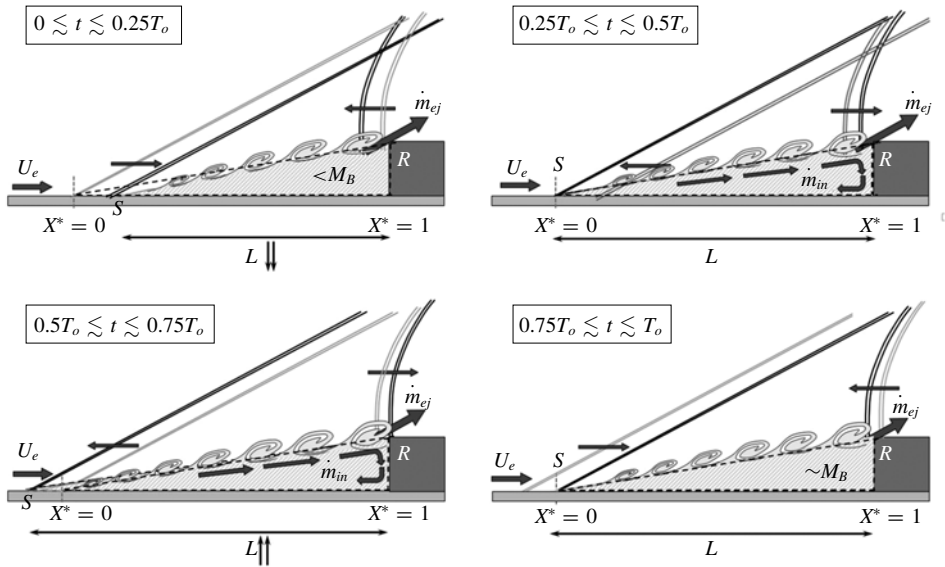 0 ≲ t ≲ 0.25T_o
ṁ_ej
U_e
R
<M_B
S
X* = 0
X* = 1
L
0.25T_o ≲ t ≲ 0.5T_o
ṁ_ej
U_e
S
R
ṁ_in
X* = 0
X* = 1
L
0.5T_o ≲ t ≲ 0.75T_o
ṁ_ej
U_e
R
ṁ_in
S
X* = 0
X* = 1
L
0.75T_o ≲ t ≲ T_o
ṁ_ej
U_e
S
R
~M_B
X* = 0
X* = 1
L